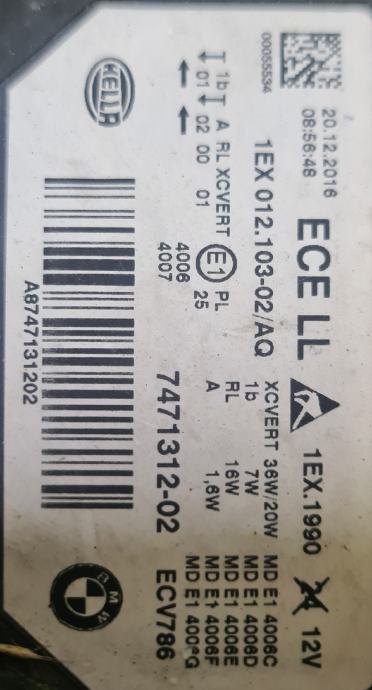 20.12.2016
08:56:48
00055534
ECE LL
1EX.1990
24 12V
1EX 012.103-02/AQ
XCVERT 36W/20W MD E1 4006C
1b 7W MD E1 4006D
RL 16W MD E1 4006E
A 1,6W MD E1 4006F
MD E1 4006G
1b A RL XCVERT E1 PL
01 02 00 01 25
4006
4007
7471312-02 ECV786
HELLA
A8747131202
BMW